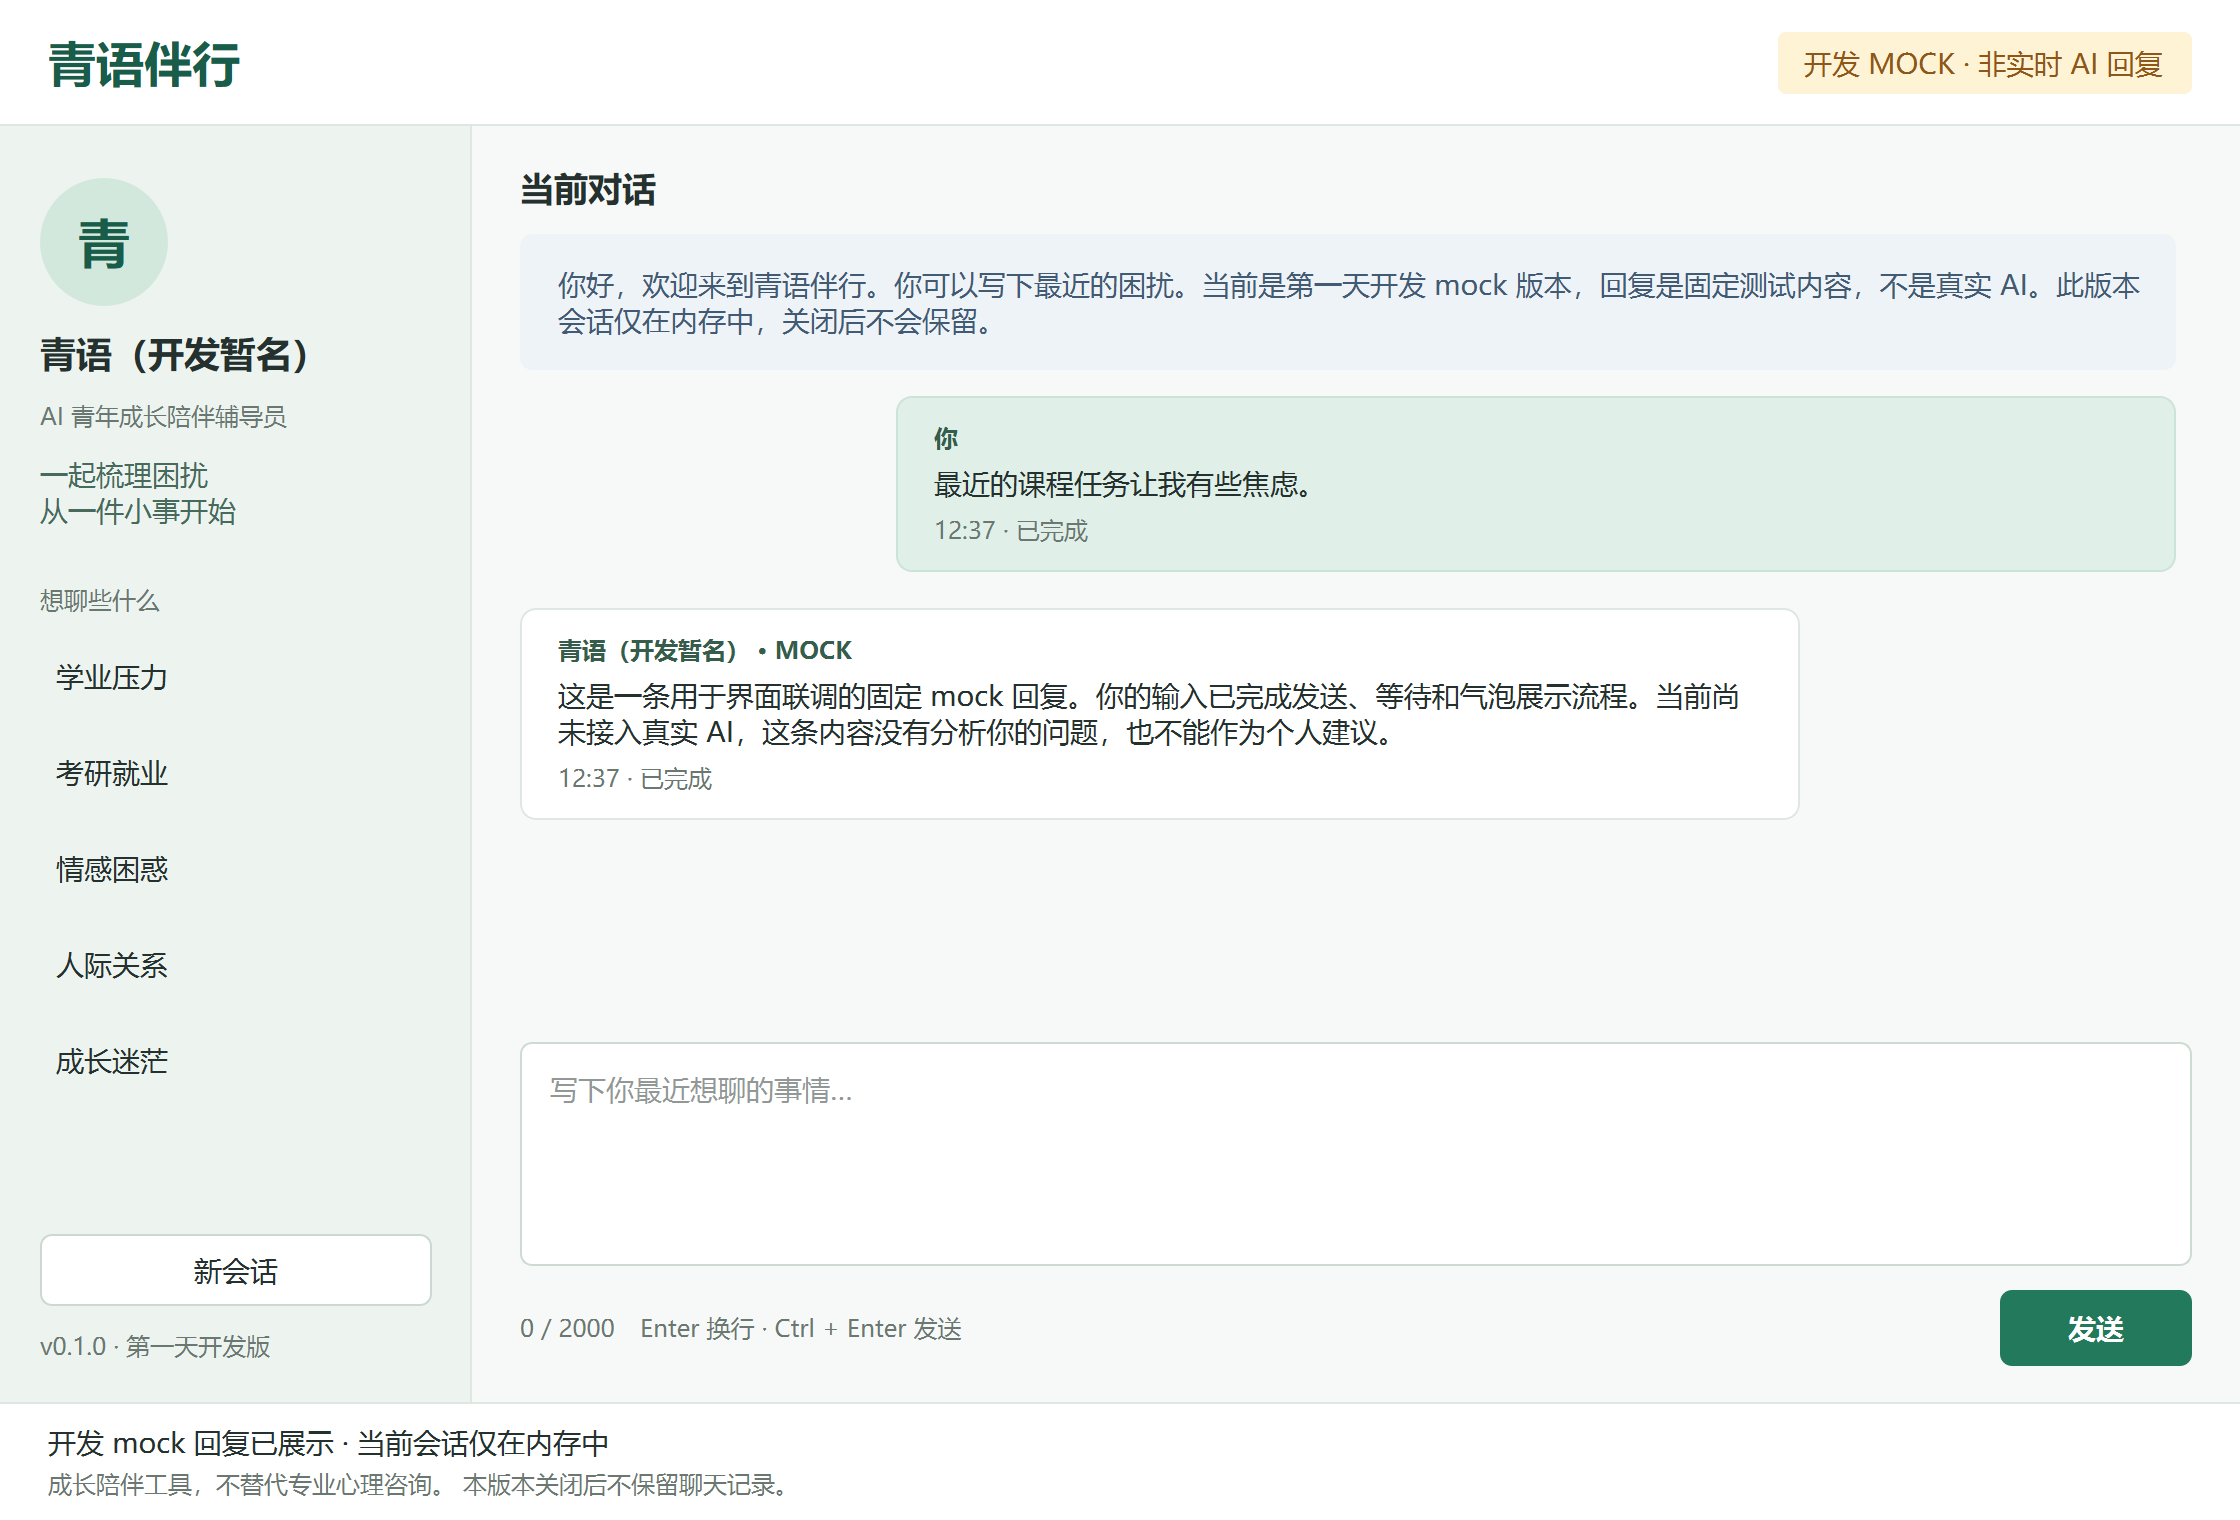 青语伴行
开发 MOCK · 非实时 AI 回复
青
青语（开发暂名）
AI 青年成长陪伴辅导员
一起梳理困扰
从一件小事开始
想聊些什么
学业压力
考研就业
情感困惑
人际关系
成长迷茫
新会话
v0.1.0 · 第一天开发版
当前对话
你好，欢迎来到青语伴行。你可以写下最近的困扰。当前是第一天开发 mock 版本，回复是固定测试内容，不是真实 AI。此版本
会话仅在内存中，关闭后不会保留。
你
最近的课程任务让我有些焦虑。
12:37 · 已完成
青语（开发暂名） • MOCK
这是一条用于界面联调的固定 mock 回复。你的输入已完成发送、等待和气泡展示流程。当前尚
未接入真实 AI，这条内容没有分析你的问题，也不能作为个人建议。
12:37 · 已完成
写下你最近想聊的事情...
0 / 2000 Enter 换行 · Ctrl + Enter 发送
发送
开发 mock 回复已展示 · 当前会话仅在内存中
成长陪伴工具，不替代专业心理咨询。 本版本关闭后不保留聊天记录。